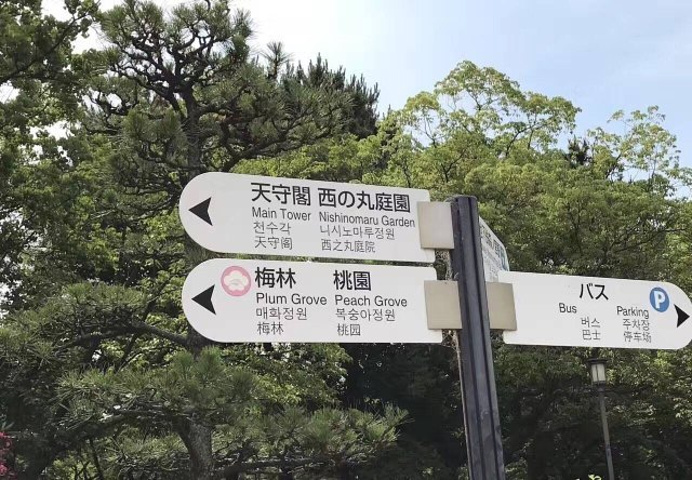 天守閣 西の丸庭園
Main Tower Nishinomaru Garden
천수각 니시노마루정원
天守阁 西之丸庭院
梅林 桃園
Plum Grove Peach Grove
매화정원 복숭아정원
梅林 桃园
バス P
Bus Parking
버스 주차장
巴士 停车场